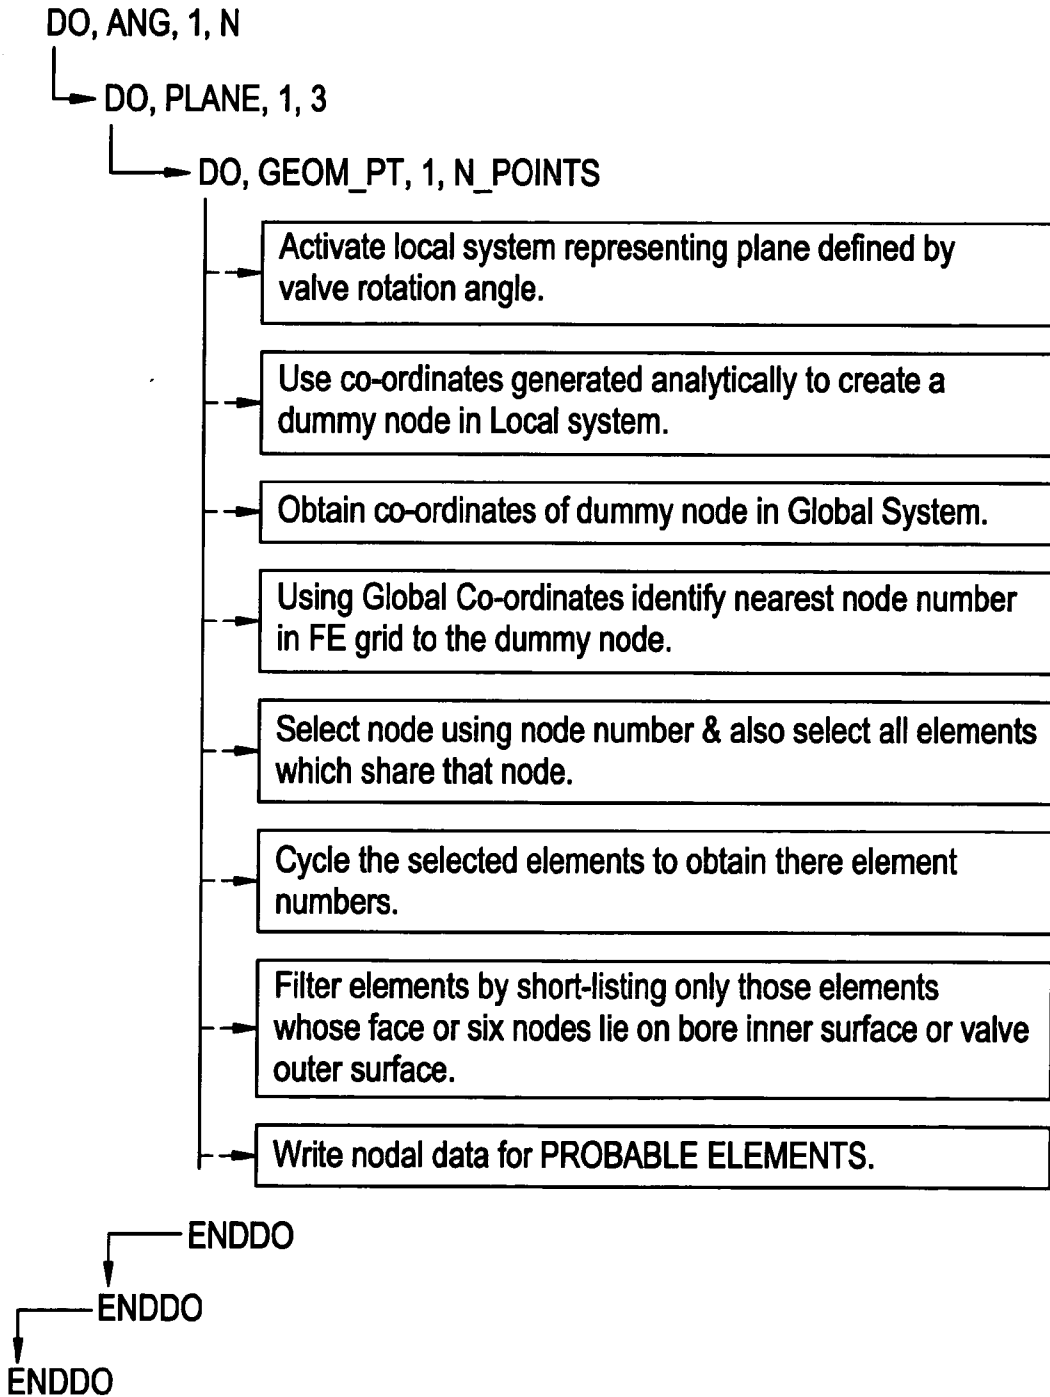 DO, ANG, 1, N
DO, PLANE, 1, 3
DO, GEOM_PT, 1, N_POINTS
Activate local system representing plane defined by
valve rotation angle.
Use co-ordinates generated analytically to create a
dummy node in Local system.
Obtain co-ordinates of dummy node in Global System.
Using Global Co-ordinates identify nearest node number
in FE grid to the dummy node.
Select node using node number & also select all elements
which share that node.
Cycle the selected elements to obtain there element
numbers.
Filter elements by short-listing only those elements
whose face or six nodes lie on bore inner surface or valve
outer surface.
Write nodal data for PROBABLE ELEMENTS.
ENDDO
ENDDO
ENDDO